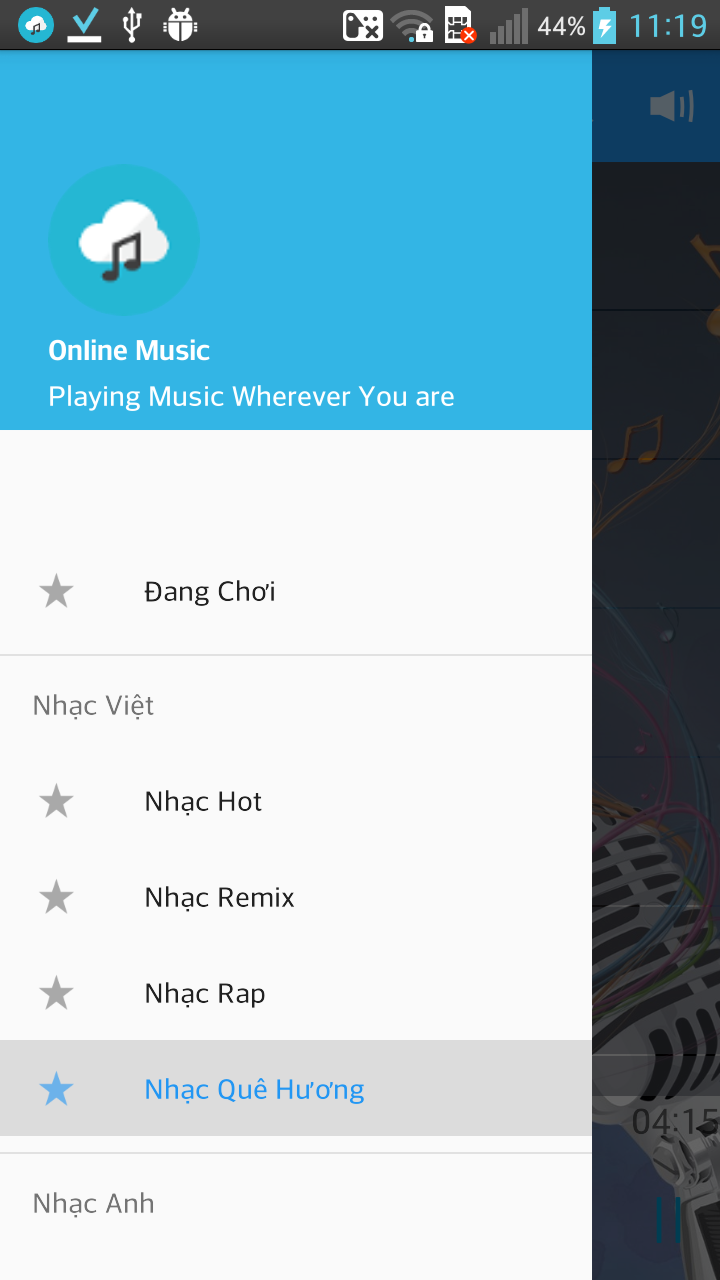 44% 11:19
Online Music
Playing Music Wherever You are
Đang Chơi
Nhạc Việt
Nhạc Hot
Nhạc Remix
Nhạc Rap
Nhạc Quê Hương
04:15
Nhạc Anh